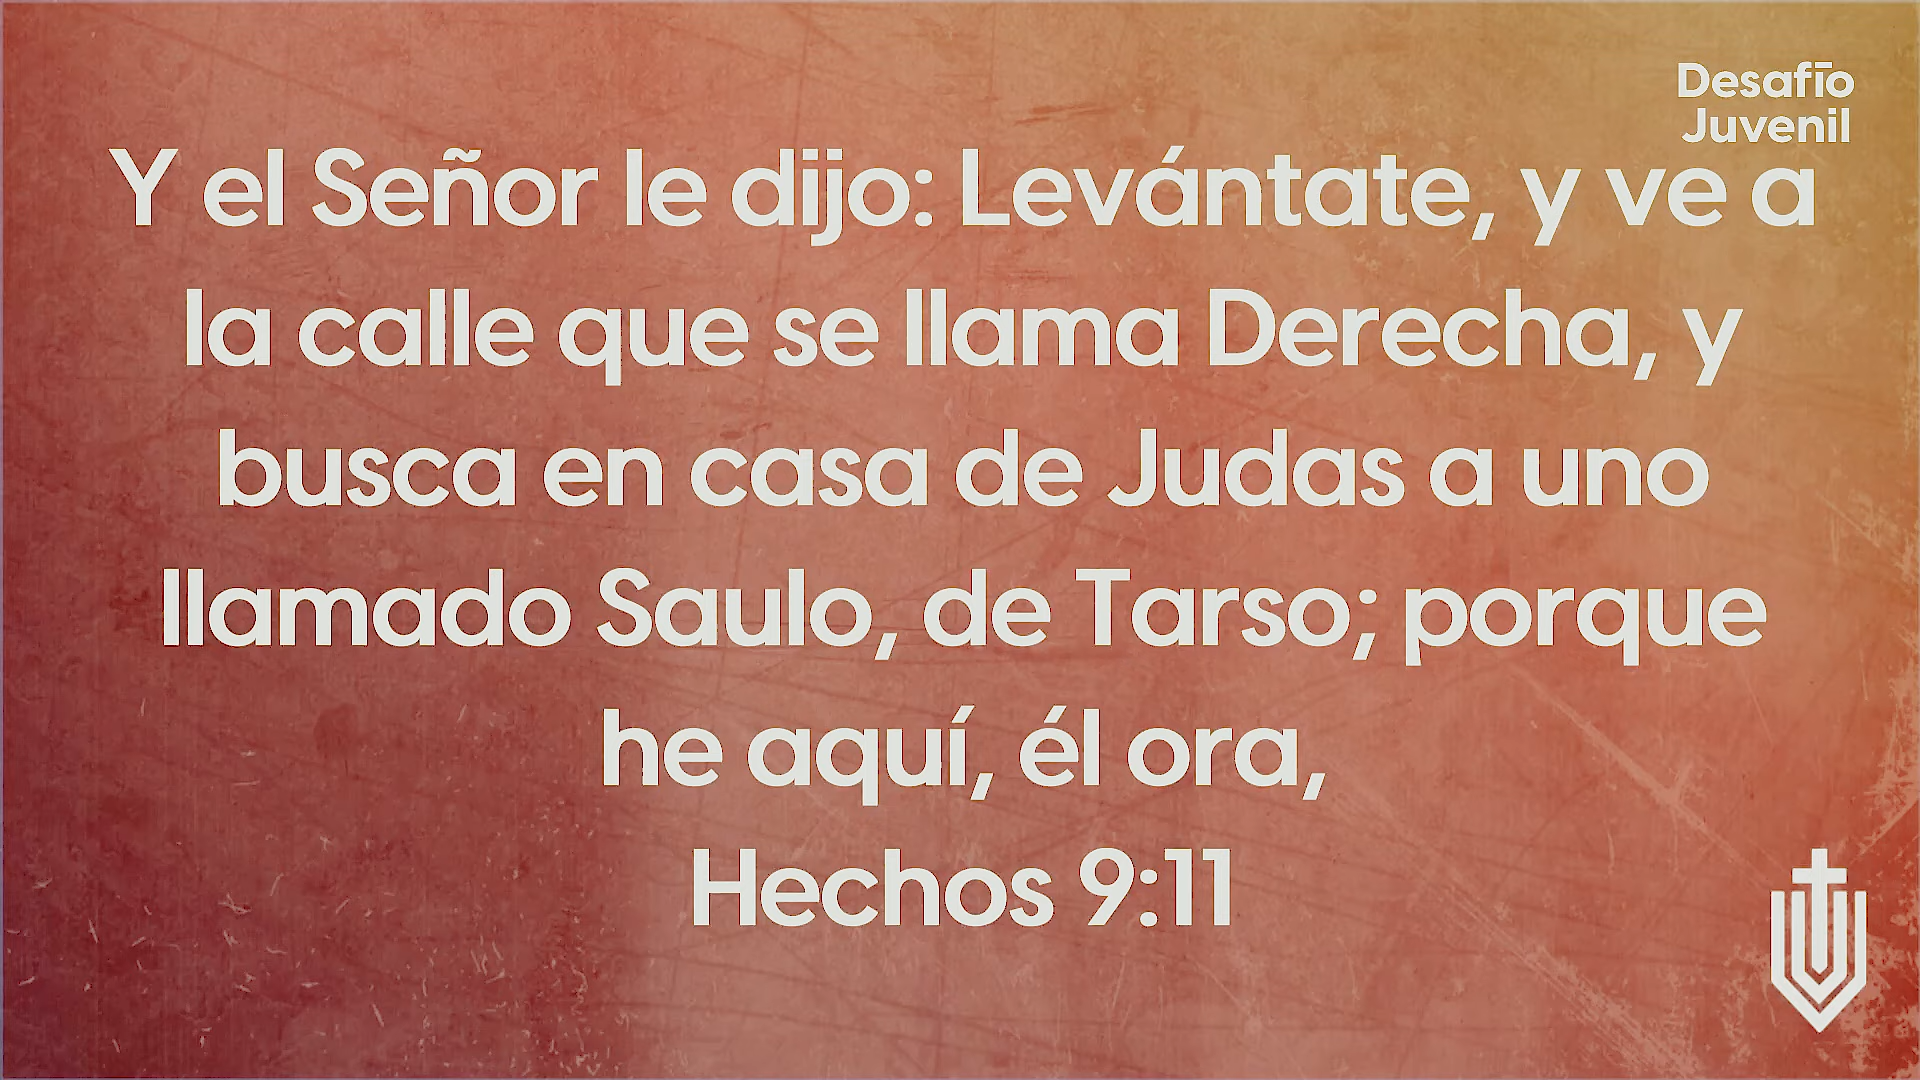 Desafío
Juvenil
Y el Señor le dijo: Levántate, y ve a
la calle que se llama Derecha, y
busca en casa de Judas a uno
llamado Saulo, de Tarso; porque
he aquí, él ora,
Hechos 9:11